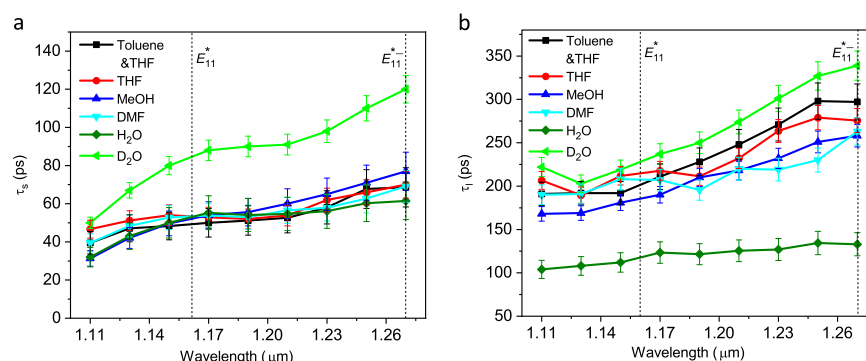 a
140
120
100
80
60
40
20
0
τs (ps)
Toluene
&THF
THF
MeOH
DMF
H2O
D2O
E*11
E*−11
1.11 1.14 1.17 1.20 1.23 1.26
Wavelength (μm)
b
350
300
250
200
150
100
50
τl (ps)
Toluene
&THF
THF
MeOH
DMF
H2O
D2O
E*11
E*−11
1.11 1.14 1.17 1.20 1.23 1.26
Wavelength (μm)